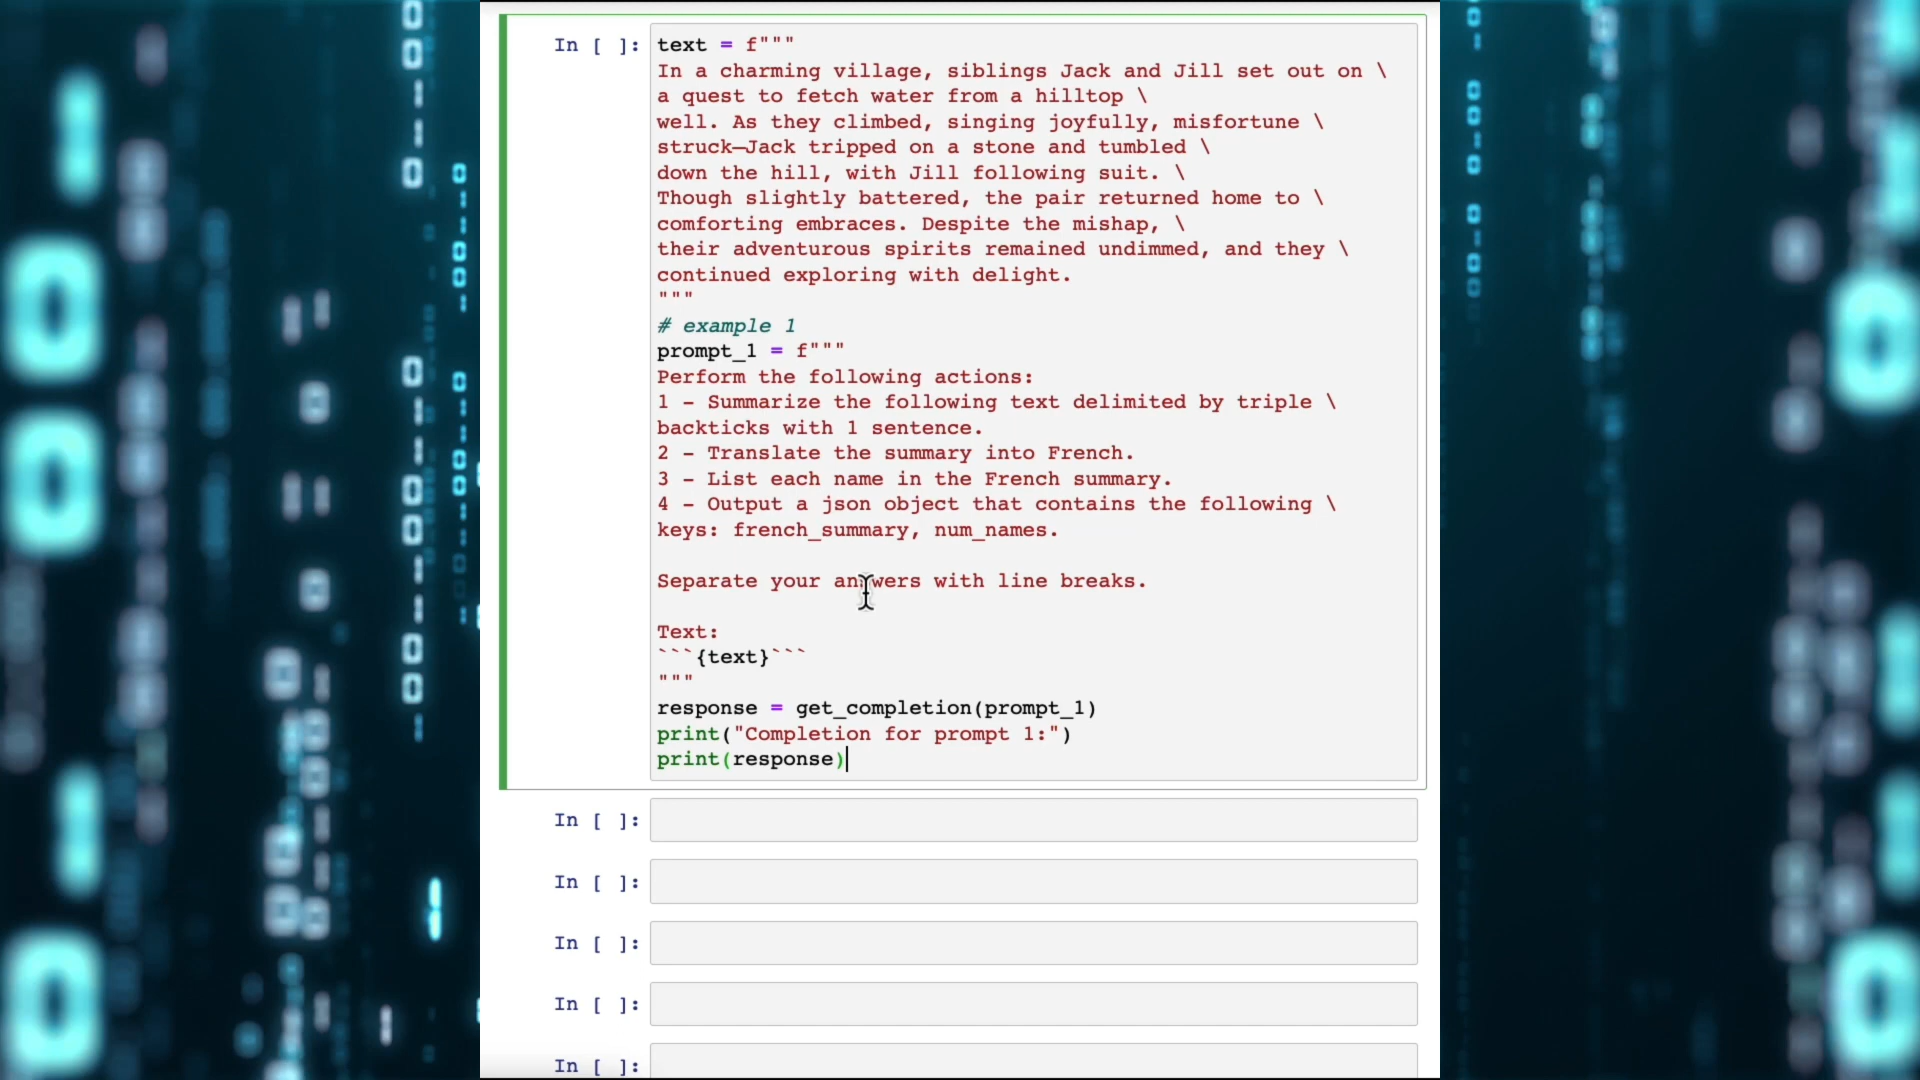 In [ ]: text = f"""
In a charming village, siblings Jack and Jill set out on \
a quest to fetch water from a hilltop \
well. As they climbed, singing joyfully, misfortune \
struck—Jack tripped on a stone and tumbled \
down the hill, with Jill following suit. \
Though slightly battered, the pair returned home to \
comforting embraces. Despite the mishap, \
their adventurous spirits remained undimmed, and they \
continued exploring with delight.
"""
# example 1
prompt_1 = f"""
Perform the following actions:
1 - Summarize the following text delimited by triple \
backticks with 1 sentence.
2 - Translate the summary into French.
3 - List each name in the French summary.
4 - Output a json object that contains the following \
keys: french_summary, num_names.

Separate your answers with line breaks.

Text:
```{text}```
"""
response = get_completion(prompt_1)
print("Completion for prompt 1:")
print(response)
In [ ]:
In [ ]:
In [ ]:
In [ ]:
In [ ]: